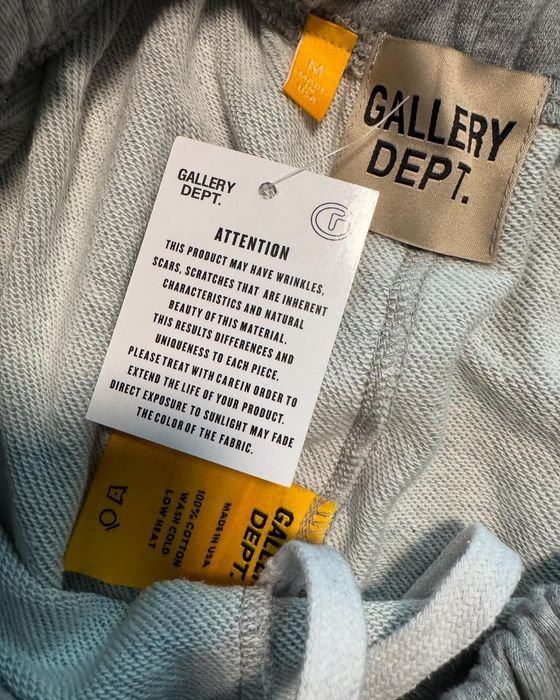 M
MADE
IN
USA
GALLERY
DEPT.
GALLERY
DEPT.
ATTENTION
THIS PRODUCT MAY HAVE WRINKLES,
SCARS, SCRATCHES THAT ARE INHERENT
CHARACTERISTICS AND NATURAL
BEAUTY OF THIS MATERIAL.
THIS RESULTS DIFFERENCES AND
UNIQUENESS TO EACH PIECE.
PLEASE TREAT WITH CAREIN ORDER TO
EXTEND THE LIFE OF YOUR PRODUCT.
DIRECT EXPOSURE TO SUNLIGHT MAY FADE
THE COLOR OF THE FABRIC.
GALLERY
DEPT.
MADE IN USA
100% COTTON
WASH COLD
LOW HEAT